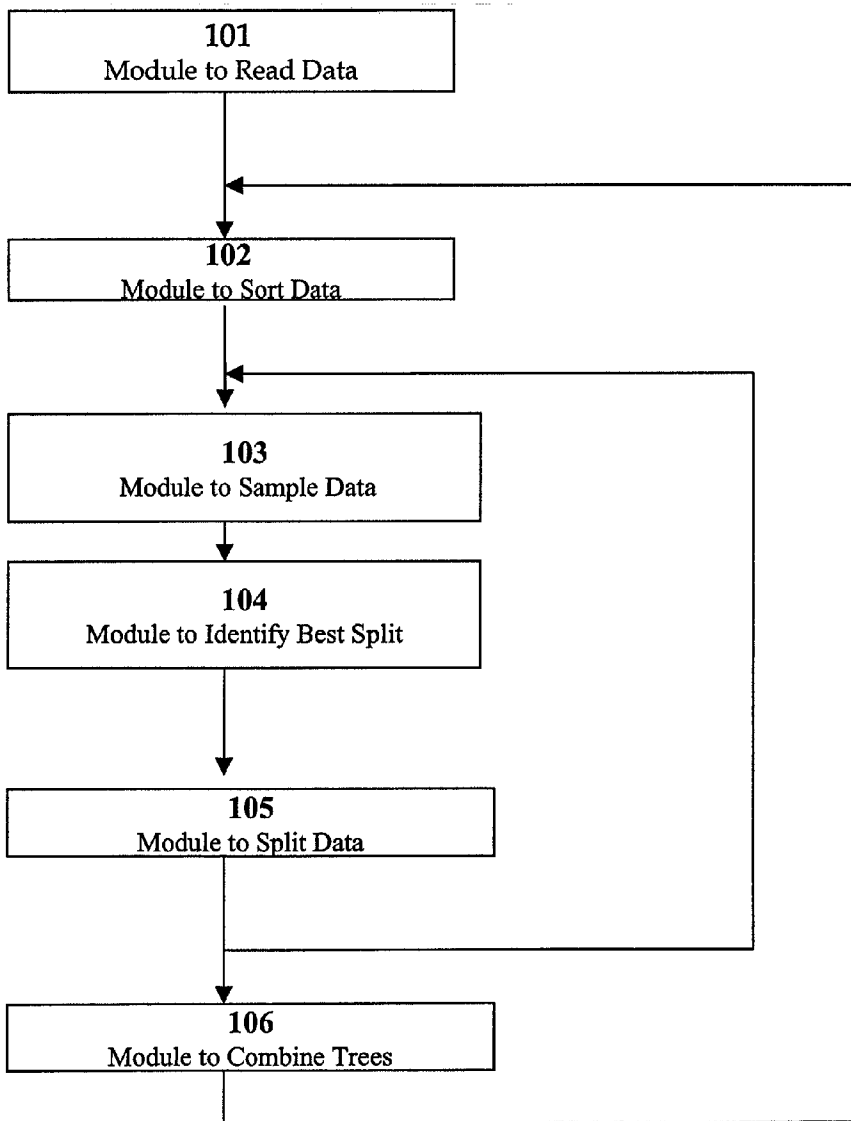 101
Module to Read Data
102
Module to Sort Data
103
Module to Sample Data
104
Module to Identify Best Split
105
Module to Split Data
106
Module to Combine Trees